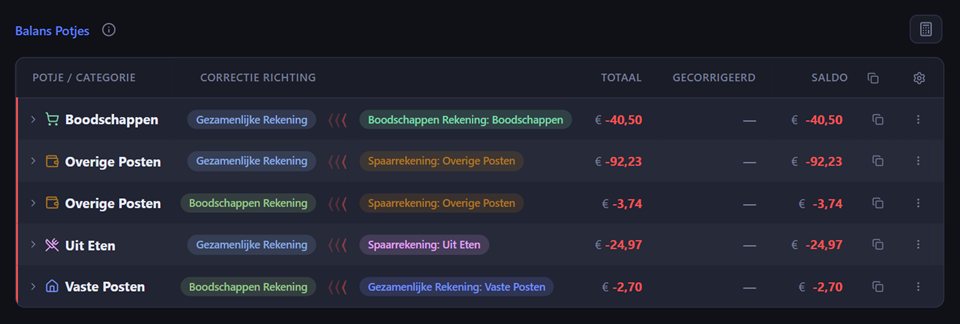 Balans Potjes
POTJE / CATEGORIE CORRECTIE RICHTING TOTAAL GECORRIGEERD SALDO
Boodschappen Gezamenlijke Rekening Boodschappen Rekening: Boodschappen € -40,50 — € -40,50
Overige Posten Gezamenlijke Rekening Spaarrekening: Overige Posten € -92,23 — € -92,23
Overige Posten Boodschappen Rekening Spaarrekening: Overige Posten € -3,74 — € -3,74
Uit Eten Gezamenlijke Rekening Spaarrekening: Uit Eten € -24,97 — € -24,97
Vaste Posten Boodschappen Rekening Gezamenlijke Rekening: Vaste Posten € -2,70 — € -2,70